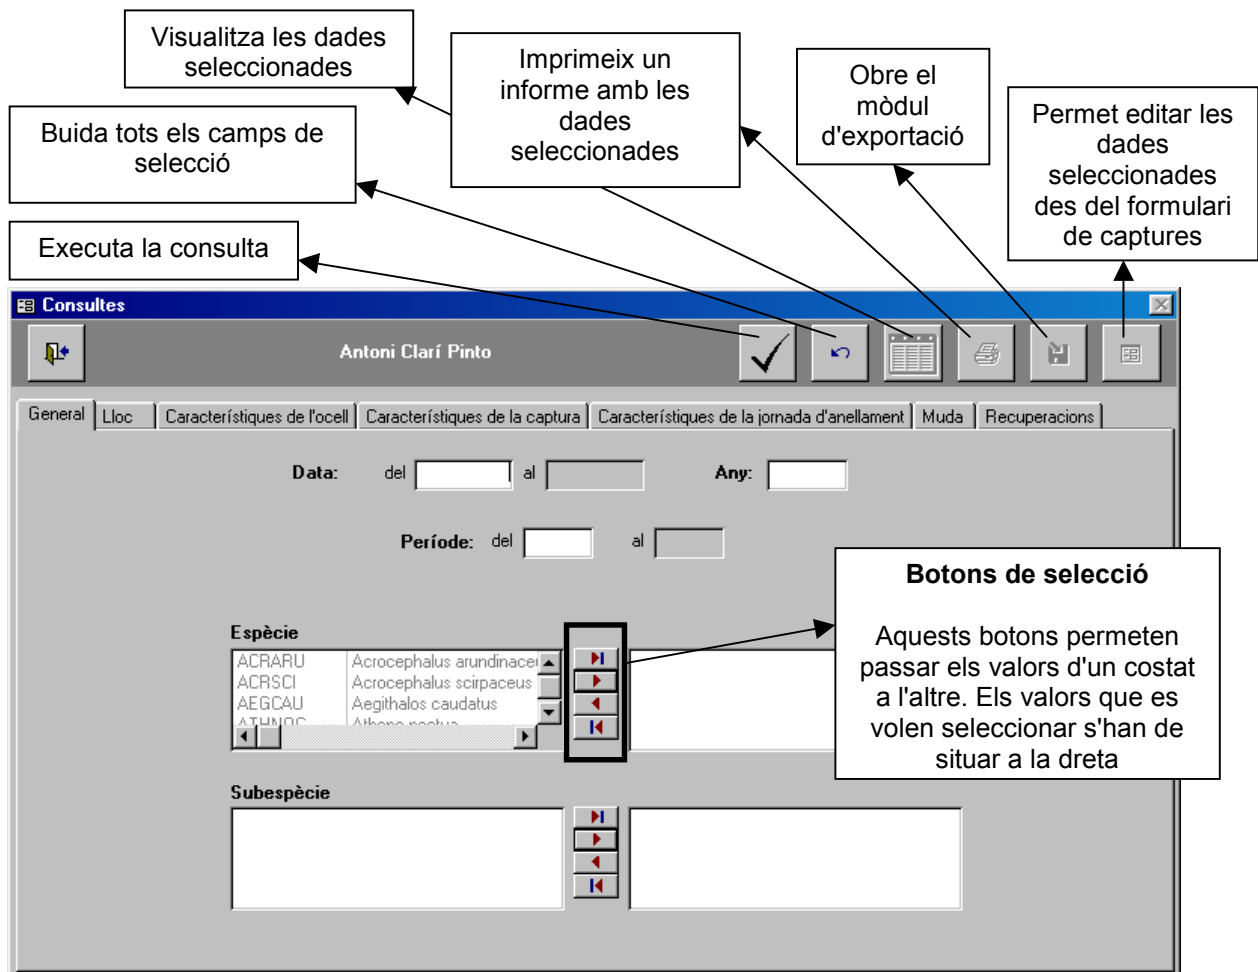 Visualitza les dades
seleccionades
Imprimeix un
informe amb les
dades
seleccionades
Obre el
mòdul
d'exportació
Permet editar les
dades
seleccionades
des del formulari
de captures
Buida tots els camps de
selecció
Executa la consulta
Consultes
Antoni Clarí Pinto
General Lloc Característiques de l'ocell Característiques de la captura Característiques de la jornada d'anellament Muda Recuperacions
Data: del al Any:
Període: del al
Botons de selecció
Aquests botons permeten
passar els valors d'un costat
a l'altre. Els valors que es
volen seleccionar s'han de
situar a la dreta
Espècie
ACRARU Acrocephalus arundinace
ACRSCI Acrocephalus scirpaceus
AEGCAU Aegithalos caudatus
ATHNOC Athene noctua
Subespècie